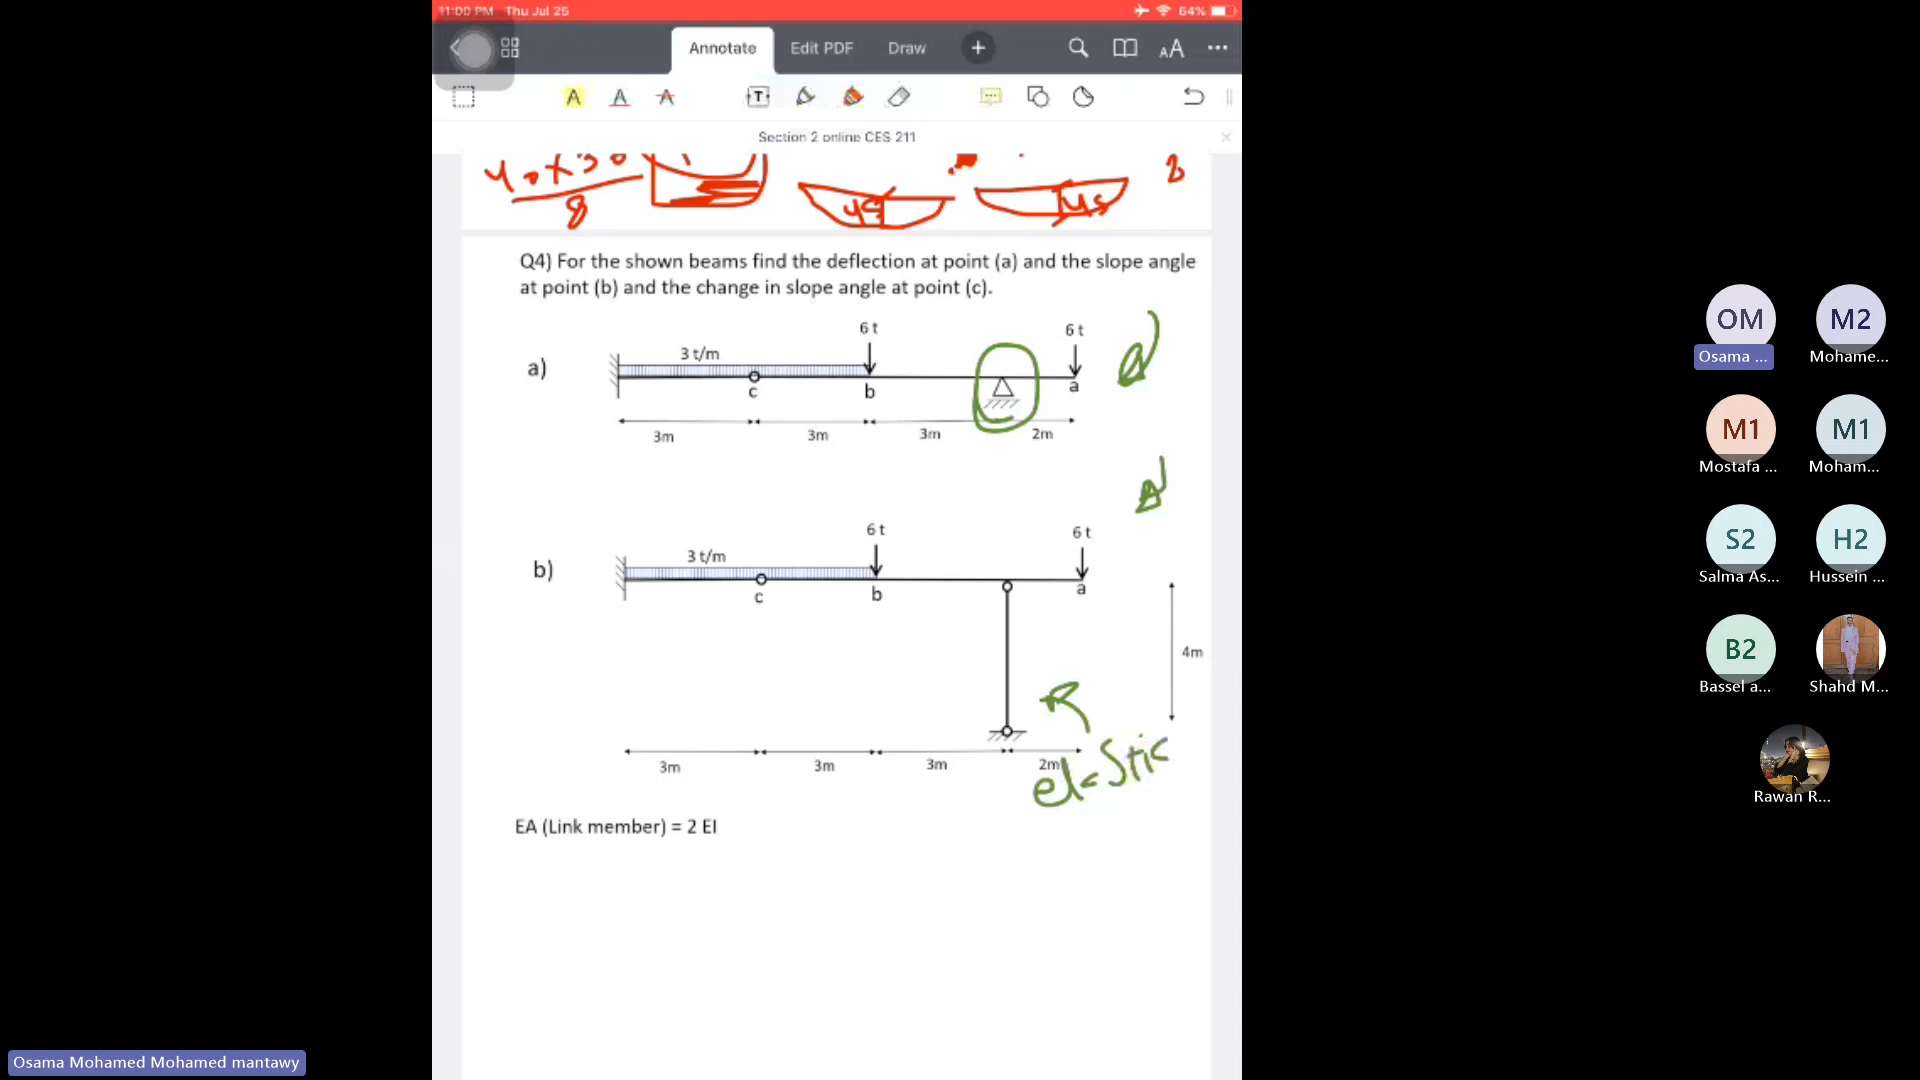 11:00 PM Thu Jul 25
64%
Annotate
Edit PDF
Draw
Section 2 online CES 211
8
45
45
Q4) For the shown beams find the deflection at point (a) and the slope angle
at point (b) and the change in slope angle at point (c).
6 t
6 t
3 t/m
a)
c
b
a
3m
3m
3m
2m
6 t
6 t
3 t/m
b)
c
b
a
4m
3m
3m
3m
2m
elastic
EA (Link member) = 2 EI
OM
Osama ...
M2
Mohame...
M1
Mostafa ...
M1
Moham...
S2
Salma As...
H2
Hussein ...
B2
Bassel a...
Shahd M...
Rawan R...
Osama Mohamed Mohamed mantawy